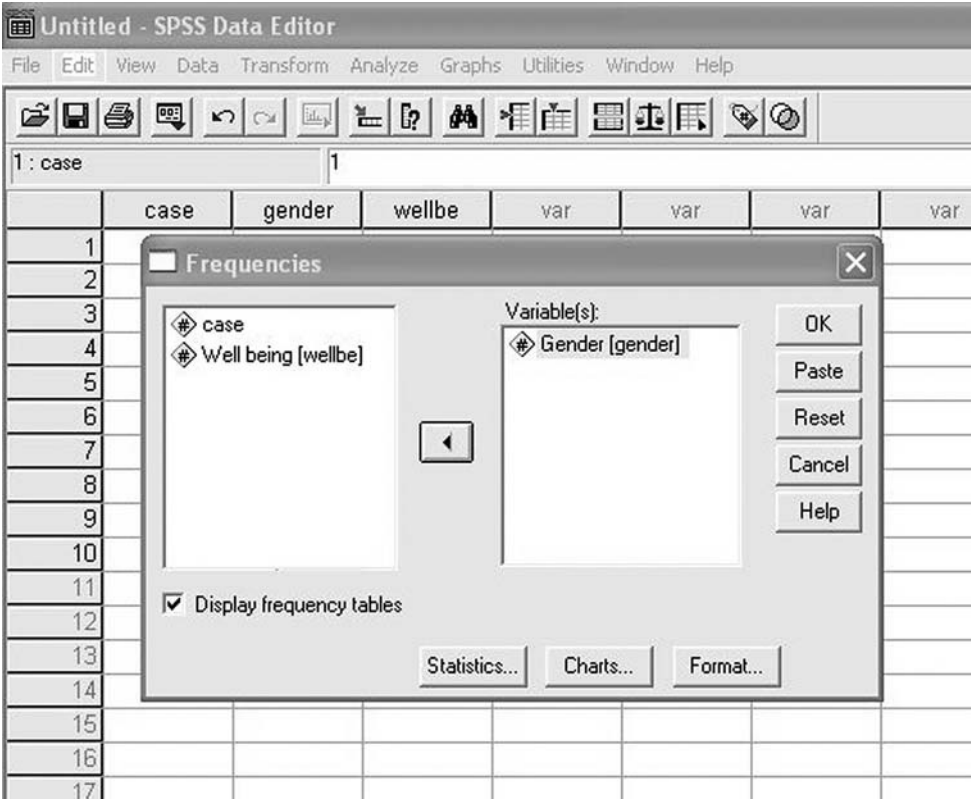 Untitled - SPSS Data Editor
File Edit View Data Transform Analyze Graphs Utilities Window Help
1 : case 1
case gender wellbe var var var var
1
2
3
4
5
6
7
8
9
10
11
12
13
14
15
16
17
Frequencies
case
Well being [wellbe]
Variable(s):
Gender [gender]
OK
Paste
Reset
Cancel
Help
Display frequency tables
Statistics... Charts... Format...